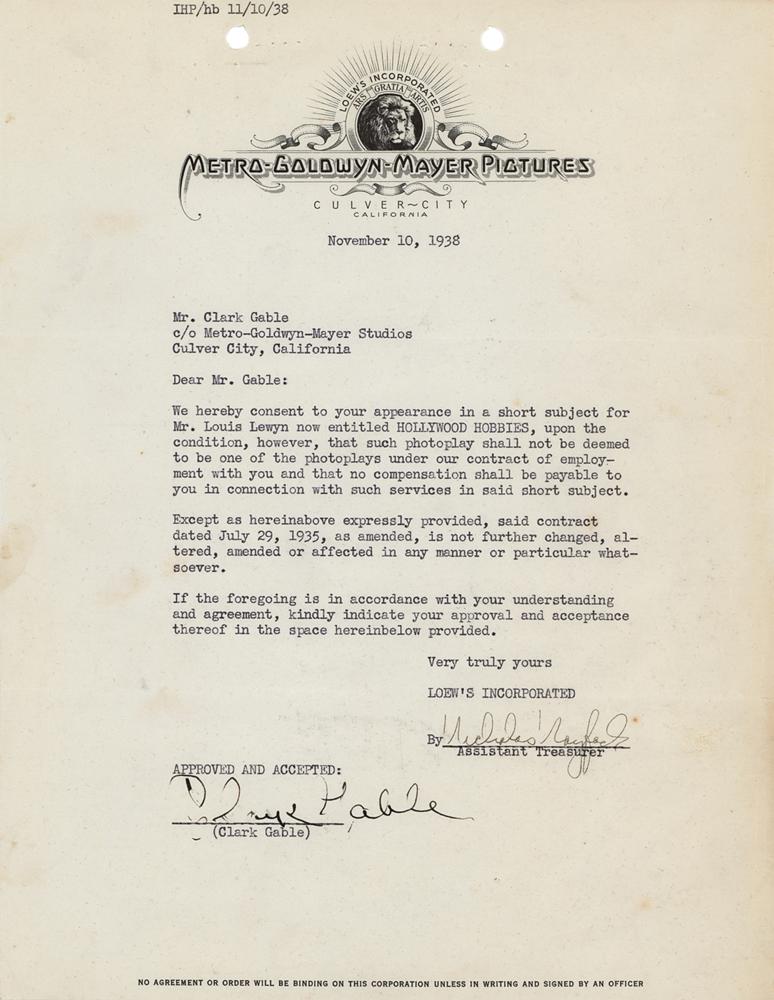 IHP/hb 11/10/38
LOEW'S INCORPORATED
ARS GRATIA ARTIS
METRO-GOLDWYN-MAYER PICTURES
CULVER~CITY
CALIFORNIA
November 10, 1938
Mr. Clark Gable
c/o Metro-Goldwyn-Mayer Studios
Culver City, California
Dear Mr. Gable:
We hereby consent to your appearance in a short subject for
Mr. Louis Lewyn now entitled HOLLYWOOD HOBBIES, upon the
condition, however, that such photoplay shall not be deemed
to be one of the photoplays under our contract of employ-
ment with you and that no compensation shall be payable to
you in connection with such services in said short subject.
Except as hereinabove expressly provided, said contract
dated July 29, 1935, as amended, is not further changed, al-
tered, amended or affected in any manner or particular what-
soever.
If the foregoing is in accordance with your understanding
and agreement, kindly indicate your approval and acceptance
thereof in the space hereinbelow provided.
Very truly yours
LOEW'S INCORPORATED
By Nicholas
Assistant Treasurer
APPROVED AND ACCEPTED:
Clark Gable
(Clark Gable)
NO AGREEMENT OR ORDER WILL BE BINDING ON THIS CORPORATION UNLESS IN WRITING AND SIGNED BY AN OFFICER